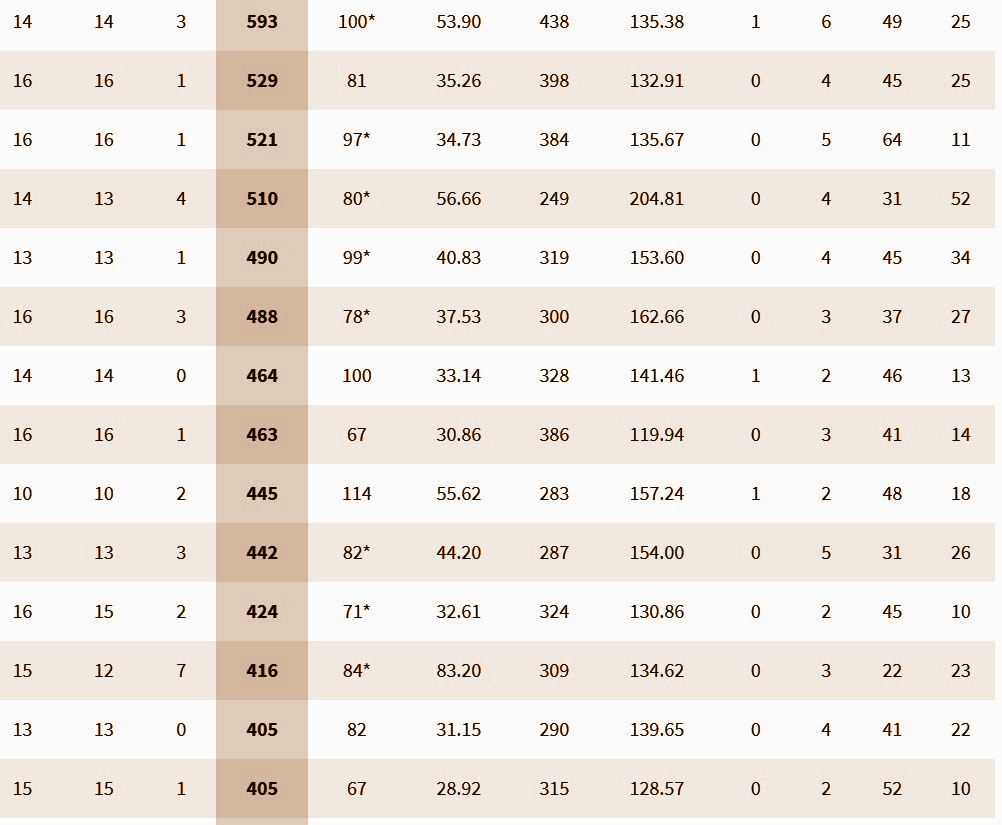 14 14 3 593 100* 53.90 438 135.38 1 6 49 25
16 16 1 529 81 35.26 398 132.91 0 4 45 25
16 16 1 521 97* 34.73 384 135.67 0 5 64 11
14 13 4 510 80* 56.66 249 204.81 0 4 31 52
13 13 1 490 99* 40.83 319 153.60 0 4 45 34
16 16 3 488 78* 37.53 300 162.66 0 3 37 27
14 14 0 464 100 33.14 328 141.46 1 2 46 13
16 16 1 463 67 30.86 386 119.94 0 3 41 14
10 10 2 445 114 55.62 283 157.24 1 2 48 18
13 13 3 442 82* 44.20 287 154.00 0 5 31 26
16 15 2 424 71* 32.61 324 130.86 0 2 45 10
15 12 7 416 84* 83.20 309 134.62 0 3 22 23
13 13 0 405 82 31.15 290 139.65 0 4 41 22
15 15 1 405 67 28.92 315 128.57 0 2 52 10